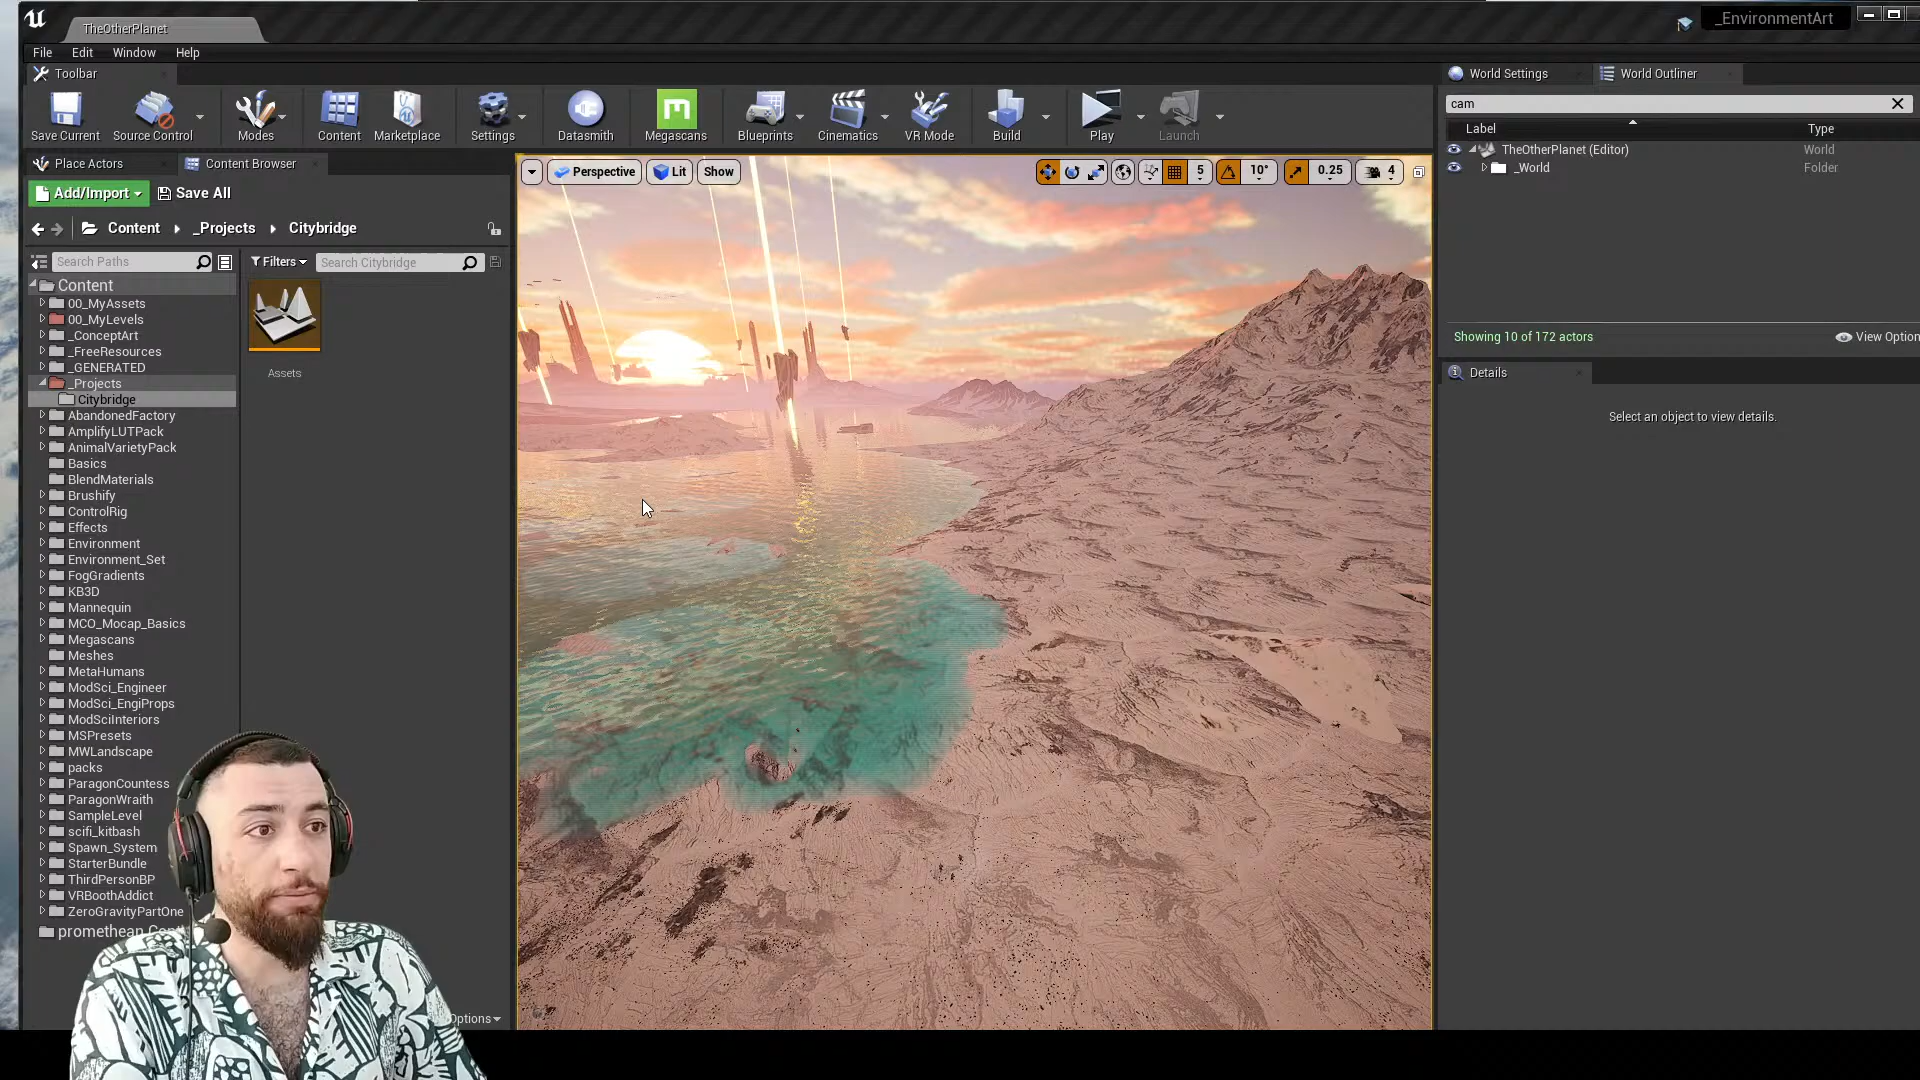 TheOtherPlanet
_EnvironmentArt
File Edit Window Help
Toolbar
World Settings
World Outliner
cam
Save Current
Source Control
Modes
Content
Marketplace
Settings
Datasmith
Megascans
Blueprints
Cinematics
VR Mode
Build
Play
Launch
Label
Type
TheOtherPlanet (Editor)
World
_World
Folder
Place Actors
Content Browser
Perspective
Lit
Show
5
10°
0.25
4
Add/Import
Save All
Content
_Projects
Citybridge
Search Paths
Filters
Search Citybridge
Content
00_MyAssets
00_MyLevels
_ConceptArt
_FreeResources
_GENERATED
_Projects
Citybridge
AbandonedFactory
AmplifyLUTPack
AnimalVarietyPack
Basics
BlendMaterials
Brushify
ControlRig
Effects
Environment
Environment_Set
FogGradients
KB3D
Mannequin
MCO_Mocap_Basics
Megascans
Meshes
MetaHumans
ModSci_Engineer
ModSci_EngiProps
ModSciInteriors
MSPresets
MWLandscape
packs
ParagonCountess
ParagonWraith
SampleLevel
scifi_kitbash
Spawn_System
StarterBundle
ThirdPersonBP
VRBoothAddict
ZeroGravityPartOne
promethean
Assets
Showing 10 of 172 actors
View Option
Details
Select an object to view details.
Options